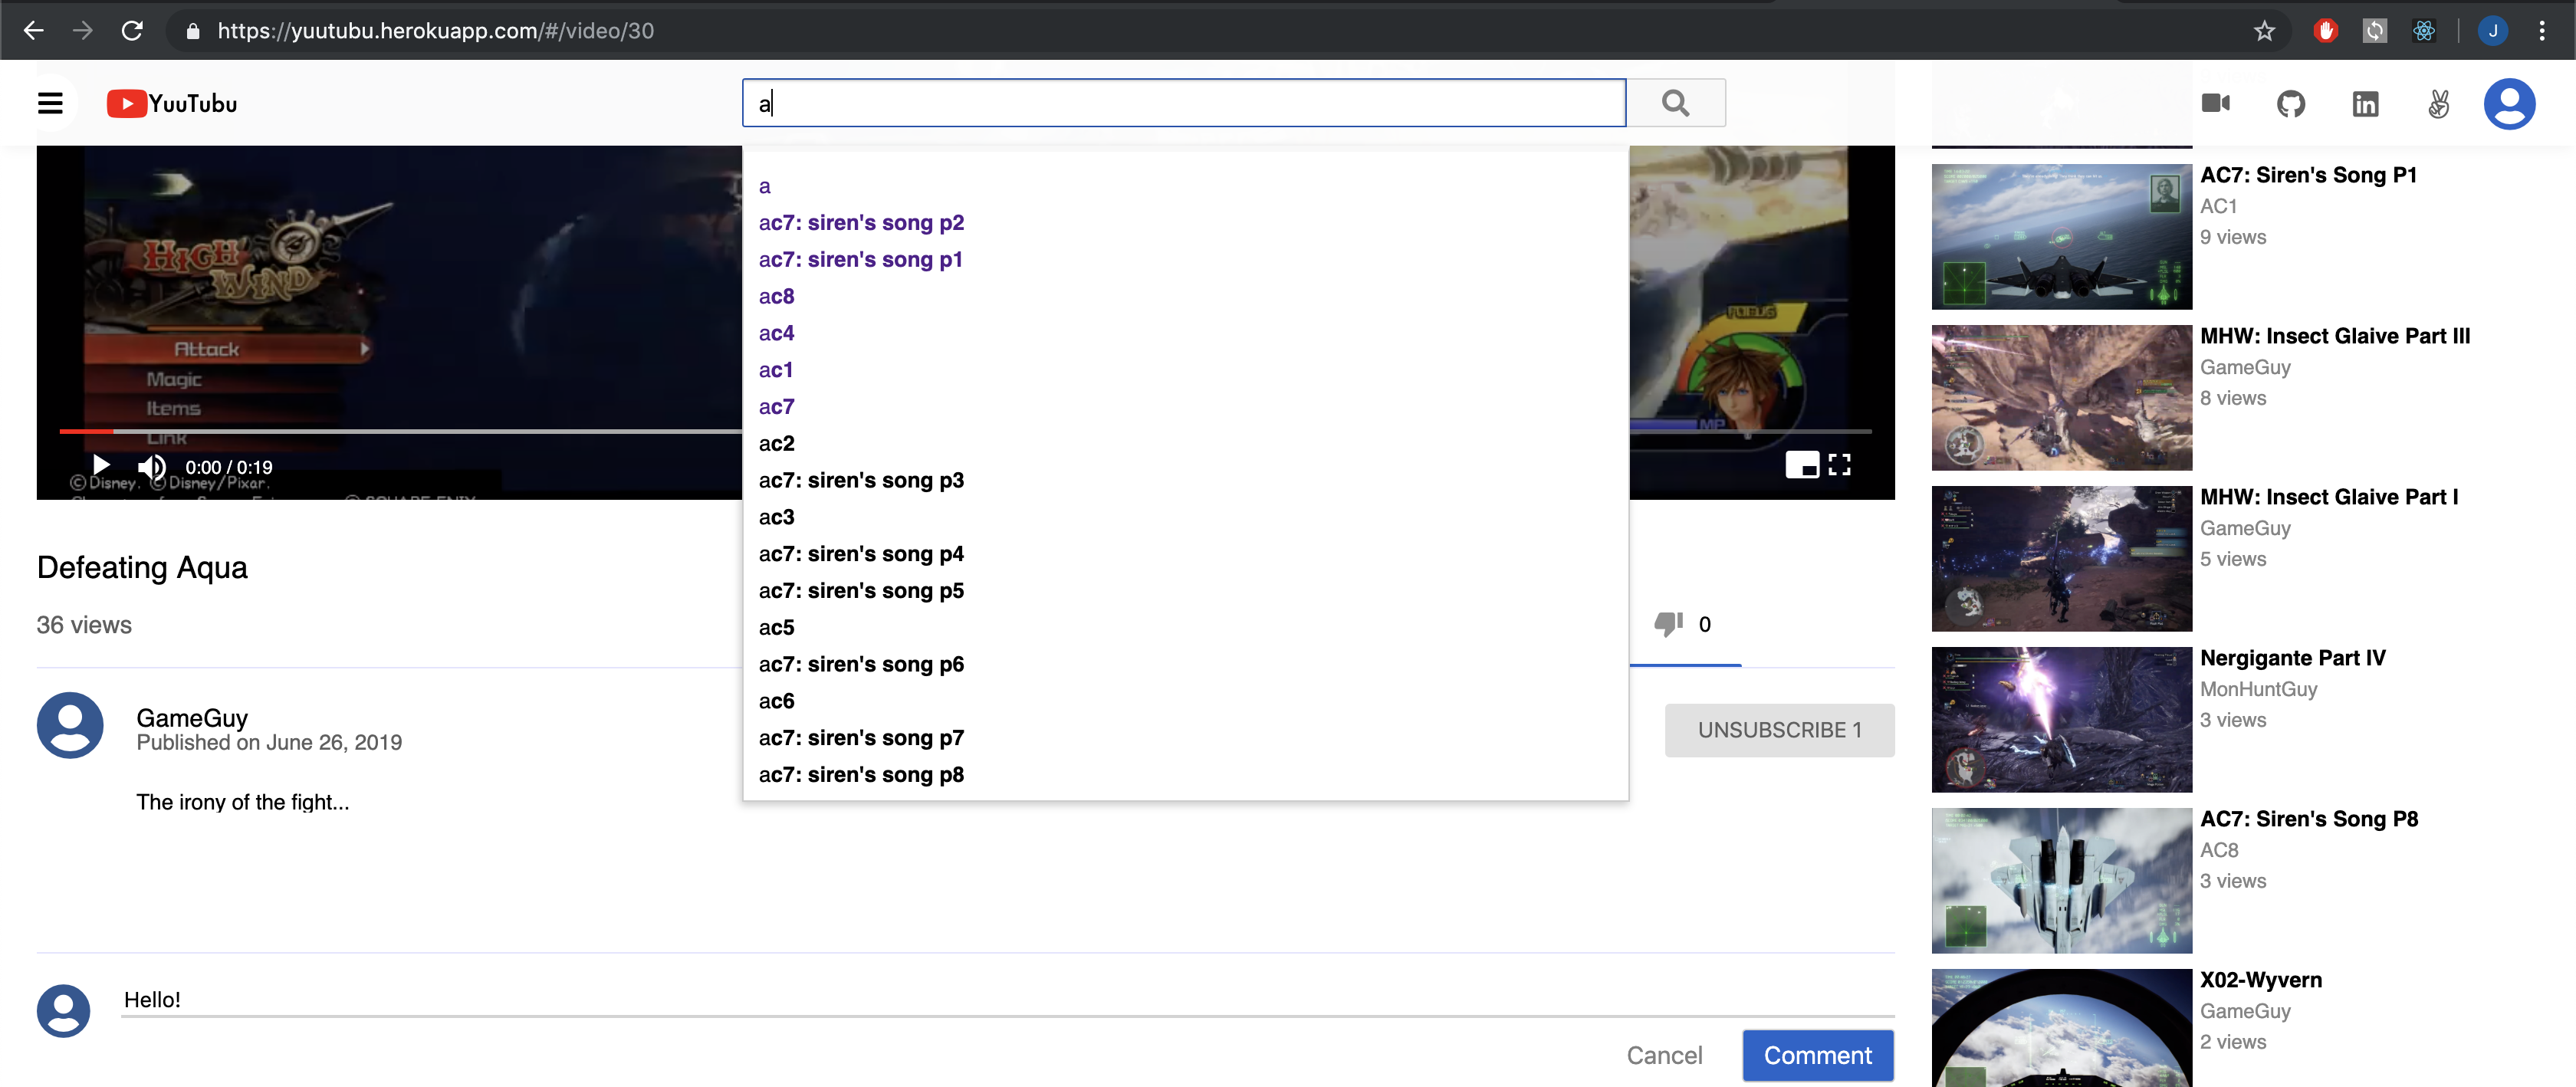 https://yuutubu.herokuapp.com/#/video/30
J
YuuTubu
a
a
ac7: siren's song p2
ac7: siren's song p1
ac8
ac4
ac1
ac7
ac2
ac7: siren's song p3
ac3
ac7: siren's song p4
ac7: siren's song p5
ac5
ac7: siren's song p6
ac6
ac7: siren's song p7
ac7: siren's song p8
HIGH WIND
Attack
Magic
Items
Link
FOCUS
MP
0:00 / 0:19
©Disney. ©Disney/Pixar.
Defeating Aqua
36 views
0
GameGuy
Published on June 26, 2019
UNSUBSCRIBE 1
The irony of the fight...
Hello!
Cancel
Comment
AC7: Siren's Song P1
AC1
9 views
MHW: Insect Glaive Part III
GameGuy
8 views
MHW: Insect Glaive Part I
GameGuy
5 views
Nergigante Part IV
MonHuntGuy
3 views
AC7: Siren's Song P8
AC8
3 views
X02-Wyvern
GameGuy
2 views